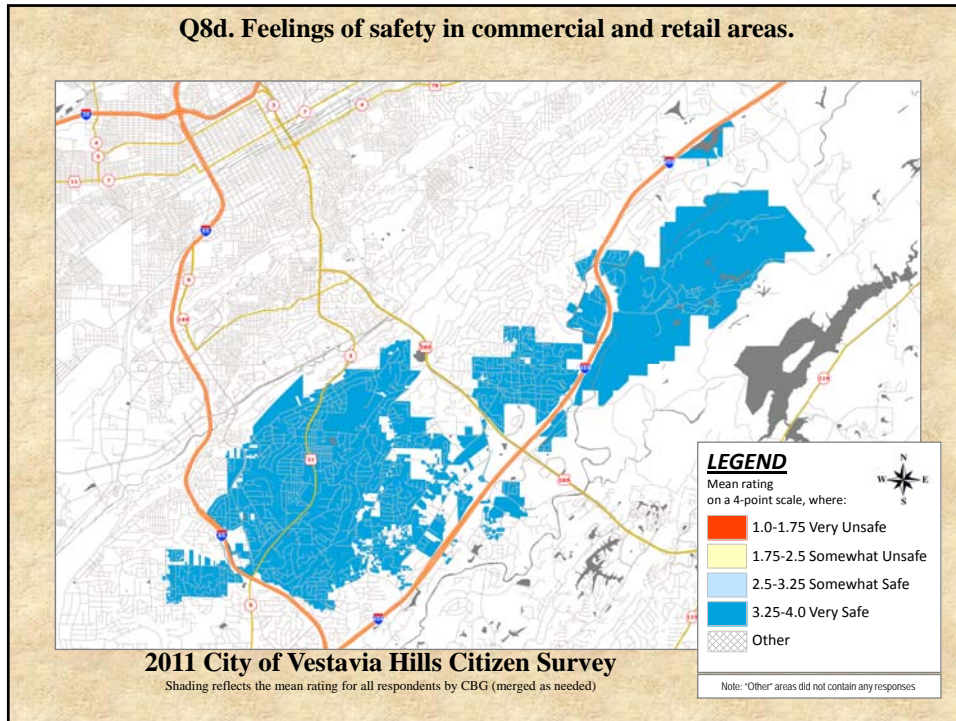 Q8d. Feelings of safety in commercial and retail areas.
LEGEND
Mean rating
on a 4-point scale, where:
N
W E
S
1.0-1.75 Very Unsafe
1.75-2.5 Somewhat Unsafe
2.5-3.25 Somewhat Safe
3.25-4.0 Very Safe
Other
Note: "Other" areas did not contain any responses
2011 City of Vestavia Hills Citizen Survey
Shading reflects the mean rating for all respondents by CBG (merged as needed)